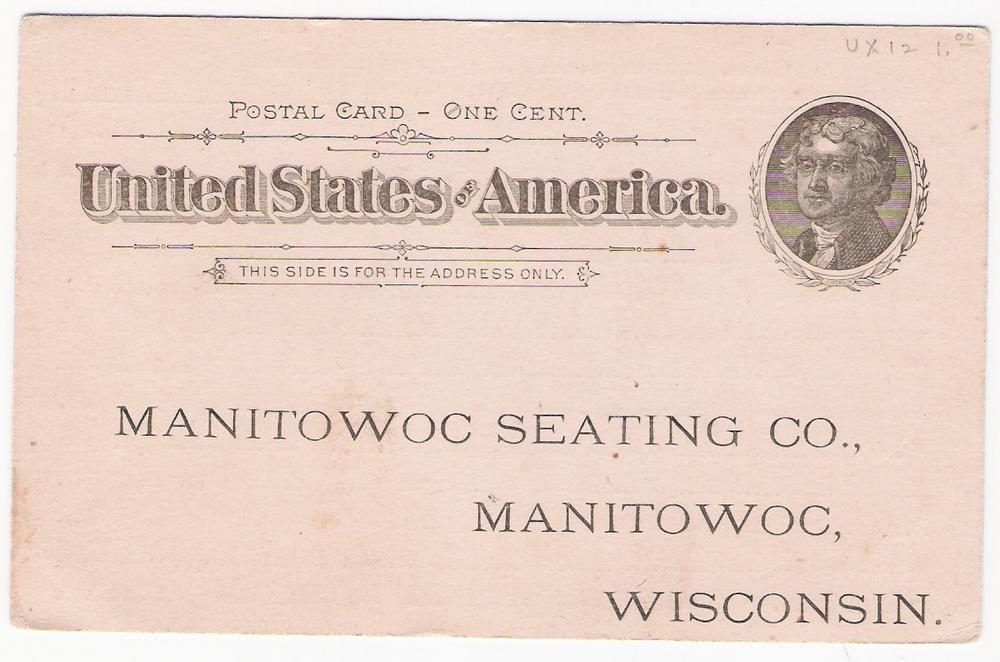 UX12 1.00
POSTAL CARD – ONE CENT.
United States of America.
THIS SIDE IS FOR THE ADDRESS ONLY.
JEFFERSON
MANITOWOC SEATING CO.,
MANITOWOC,
WISCONSIN.